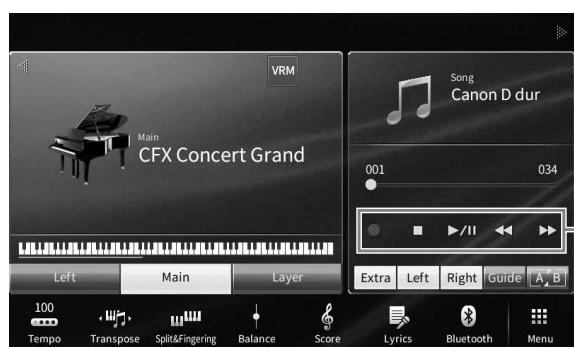 VRM
Main
CFX Concert Grand
Left
Main
Layer
Song
Canon D dur
001
034
Extra
Left
Right
Guide
A B
100
Tempo
Transpose
Split&Fingering
Balance
Score
Lyrics
Bluetooth
Menu